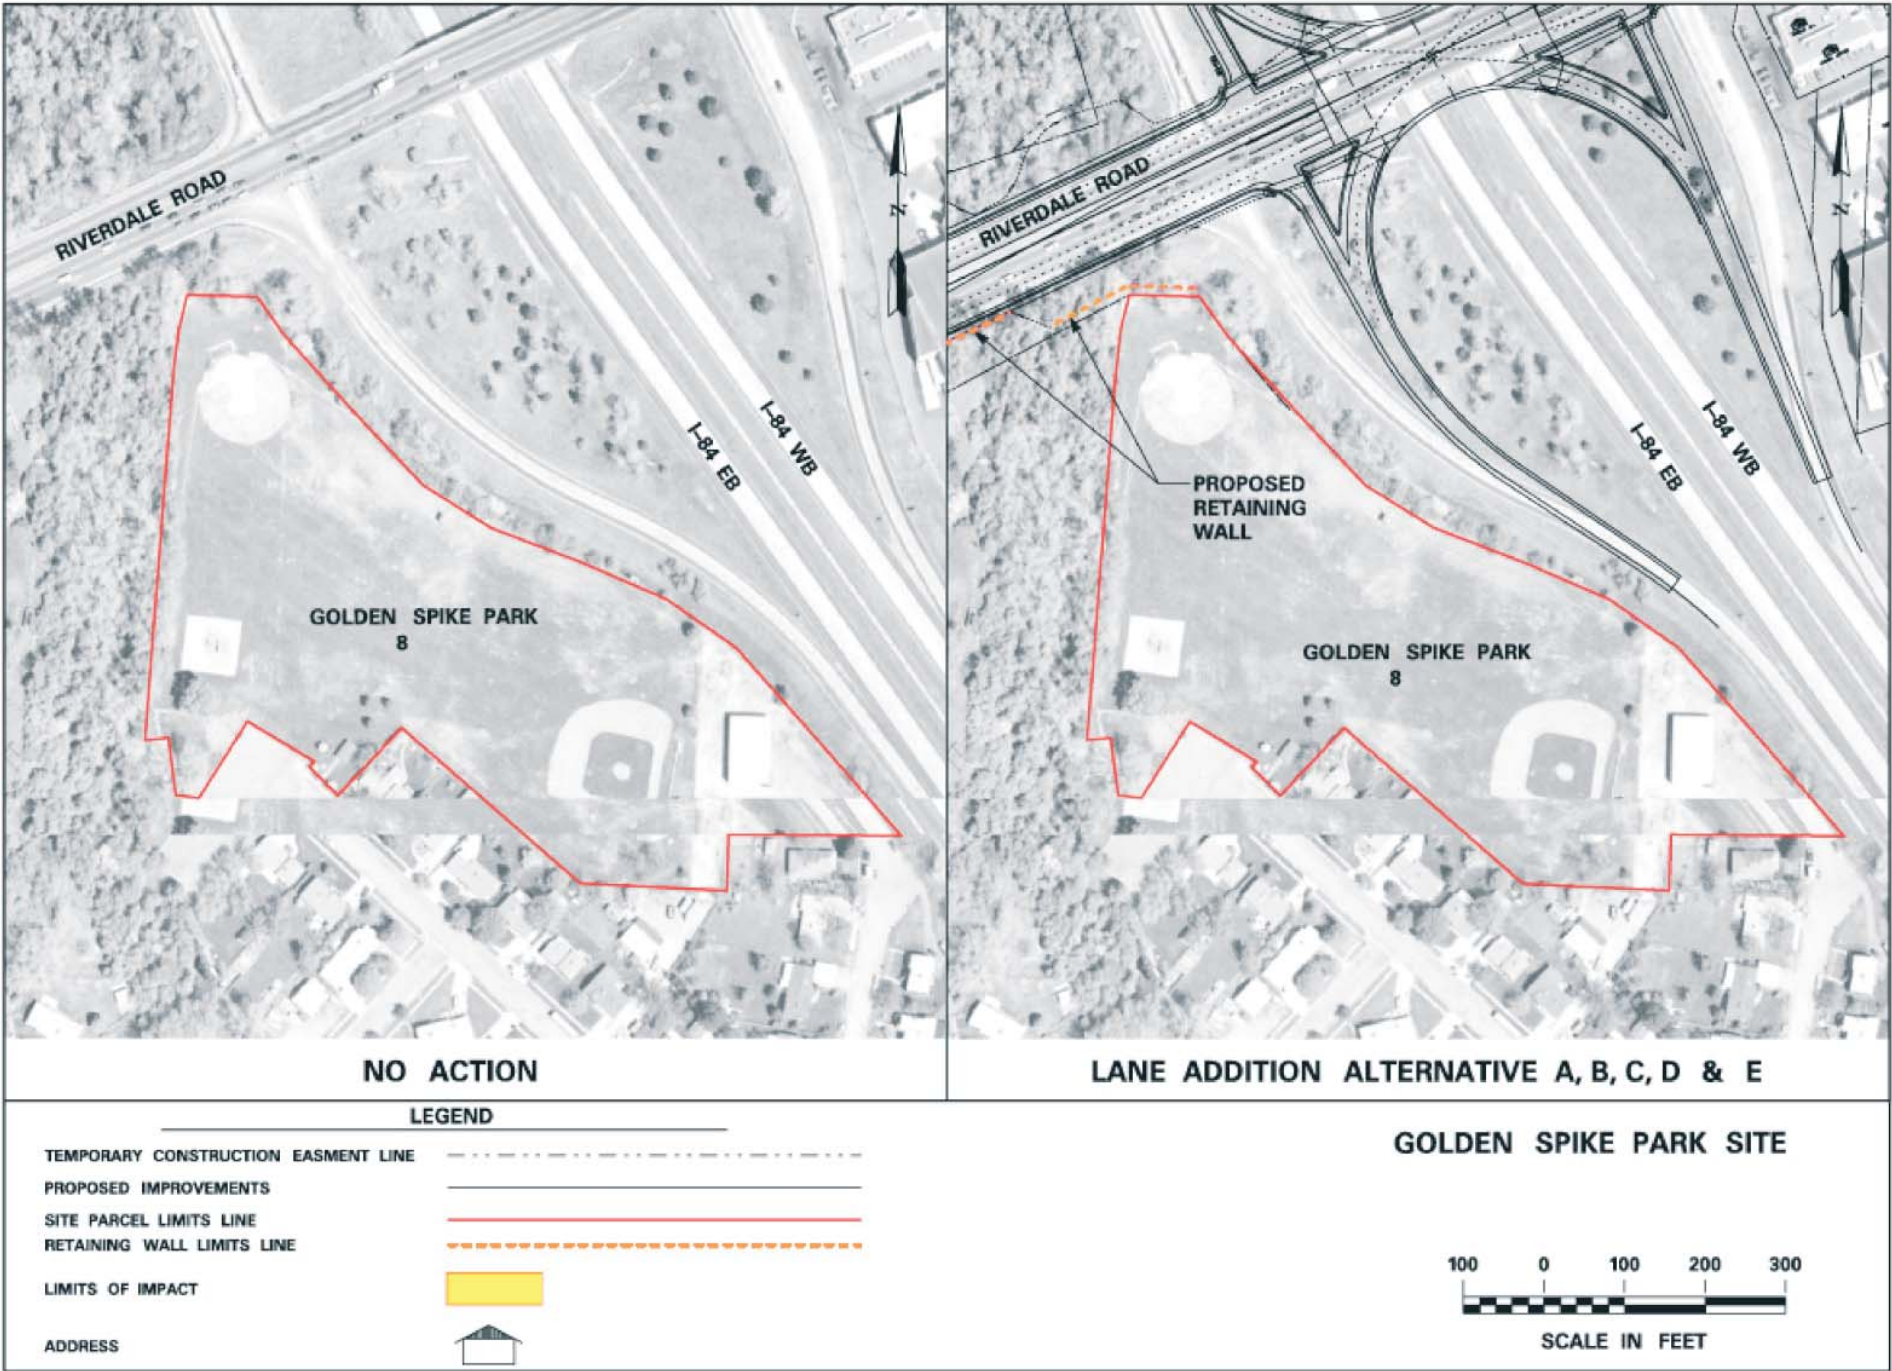 RIVERDALE ROAD
N
I-84 WB
I-84 EB
GOLDEN SPIKE PARK
8
NO ACTION
RIVERDALE ROAD
N
I-84 WB
I-84 EB
PROPOSED
RETAINING
WALL
GOLDEN SPIKE PARK
8
LANE ADDITION ALTERNATIVE A, B, C, D & E
LEGEND
TEMPORARY CONSTRUCTION EASMENT LINE
PROPOSED IMPROVEMENTS
SITE PARCEL LIMITS LINE
RETAINING WALL LIMITS LINE
LIMITS OF IMPACT
ADDRESS
GOLDEN SPIKE PARK SITE
100 0 100 200 300
SCALE IN FEET